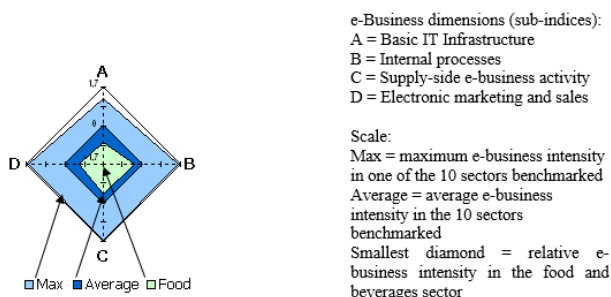 e-Business dimensions (sub-indices):
A = Basic IT Infrastructure
B = Internal processes
C = Supply-side e-business activity
D = Electronic marketing and sales
Scale:
Max = maximum e-business intensity
in one of the 10 sectors benchmarked
Average = average e-business
intensity in the 10 sectors
benchmarked
Smallest diamond = relative e-
business intensity in the food and
beverages sector
A
1,7
0
D
1,7
B
C
Max Average Food